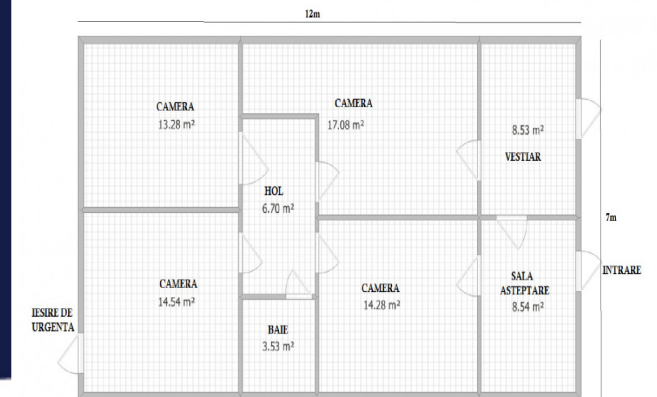 12m
CAMERA
13.28 m²
CAMERA
17.08 m²
8.53 m²
VESTIAR
HOL
6.70 m²
7m
CAMERA
14.54 m²
CAMERA
14.28 m²
SALA
ASTEPTARE
8.54 m²
INTRARE
IESIRE DE
URGENTA
BAIE
3.53 m²